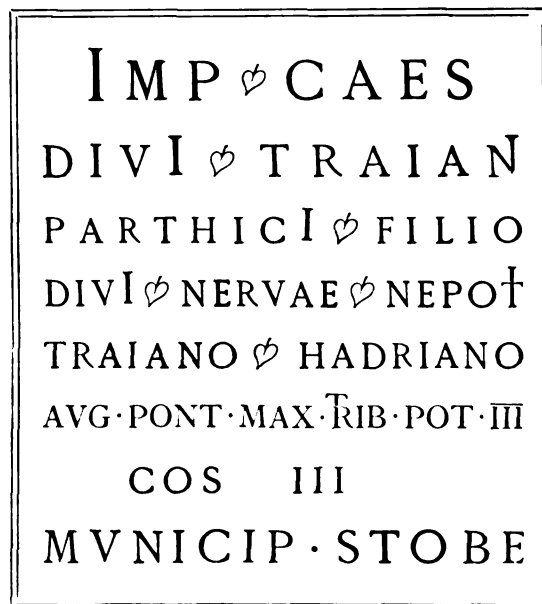 IMP ❦ CAES
DIVI ❦ TRAIAN
PARTHICI ❦ FILIO
DIVI ❦ NERVAE ❦ NEPOT
TRAIANO ❦ HADRIANO
AVG·PONT·MAX·TRIB·POT·I̅I̅I̅
COS III
MVNICIP·STOBE